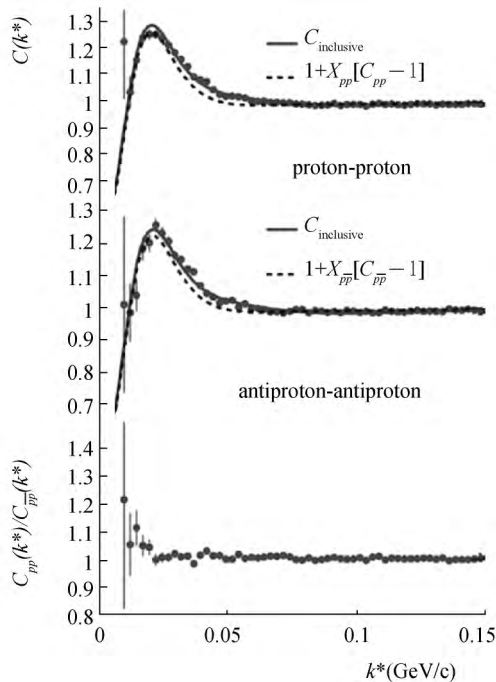 C(k*)
1.3
1.2
1.1
1
0.9
0.8
0.7
C_inclusive
1+X_pp[C_pp − 1]
proton-proton
1.3
1.2
1.1
1
0.9
0.8
0.7
C_inclusive
1+X_p̅p̅[C_p̅p̅ − 1]
antiproton-antiproton
C_pp(k*)/C_p̅p̅(k*)
1.4
1.3
1.2
1.1
1
0.9
0.8
0 0.05 0.1 0.15
k*(GeV/c)